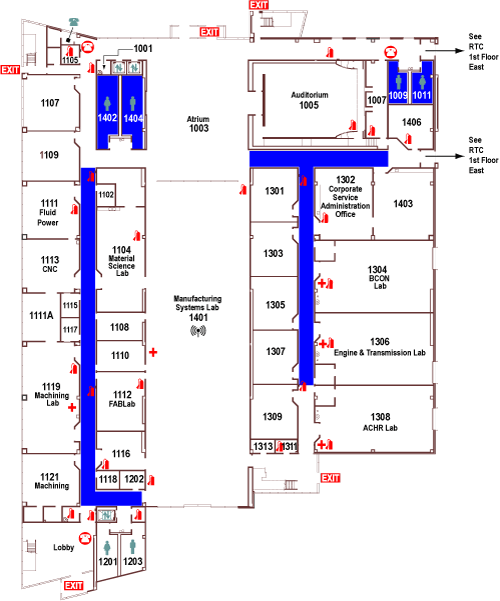 EXIT
See
RTC
1st Floor
East
1105
1001
EXIT
Auditorium
1005
1007
1009
1011
1107
1402
1404
Atrium
1003
1406
1109
See
RTC
1st Floor
East
1111
Fluid
Power
1102
1301
1302
Corporate
Service
Administration
Office
1403
1104
Material
Science
Lab
1113
CNC
1303
1304
BCON
Lab
1111A
1115
1117
Manufacturing
Systems Lab
1401
1305
1108
1110
1307
1306
Engine & Transmission Lab
1119
Machining
Lab
1112
FABLab
1309
1308
ACHR Lab
1116
1313
1311
1121
Machining
1118
1202
EXIT
Lobby
1201
1203
EXIT